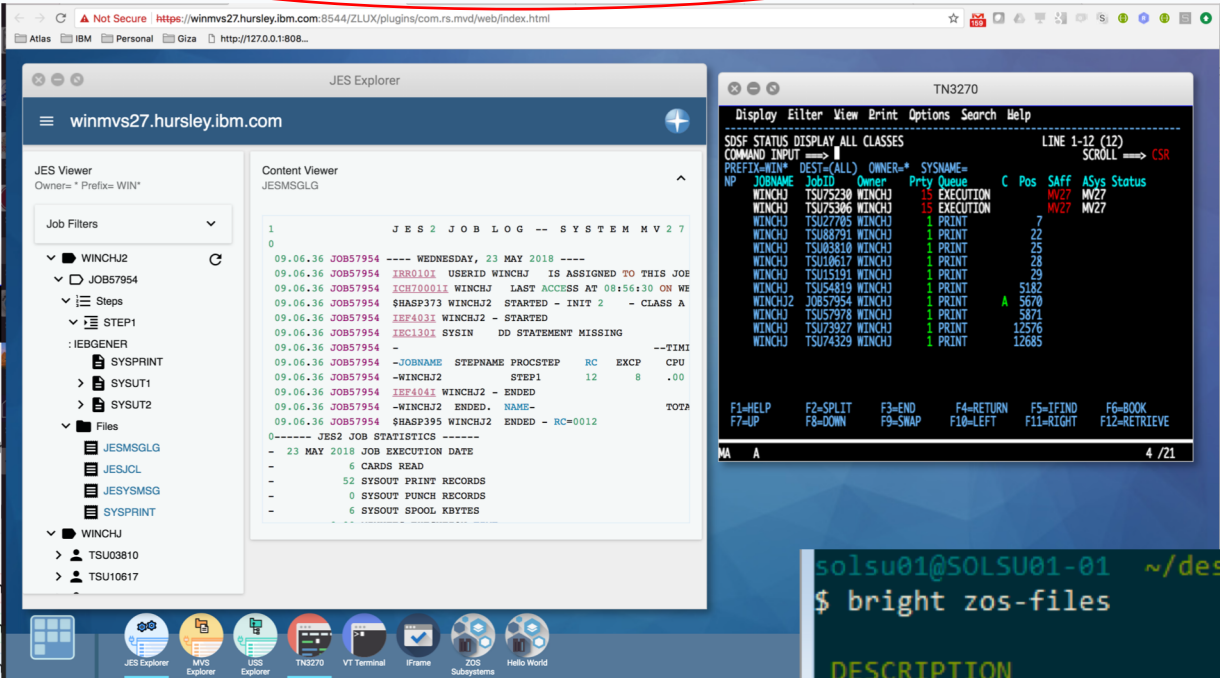 Not Secure https://winmvs27.hursley.ibm.com:8544/ZLUX/plugins/com.rs.mvd/web/index.html
159
Atlas IBM Personal Giza http://127.0.0.1:808...
JES Explorer
winmvs27.hursley.ibm.com
JES Viewer
Owner= * Prefix= WIN*
Job Filters
WINCHJ2
JOB57954
Steps
STEP1
: IEBGENER
SYSPRINT
SYSUT1
SYSUT2
Files
JESMSGLG
JESJCL
JESYSMSG
SYSPRINT
WINCHJ
TSU03810
TSU10617
Content Viewer
JESMSGLG
1 J E S 2 J O B L O G -- S Y S T E M M V 2 7
0
09.06.36 JOB57954 ---- WEDNESDAY, 23 MAY 2018 ----
09.06.36 JOB57954 IRR010I USERID WINCHJ IS ASSIGNED TO THIS JOB
09.06.36 JOB57954 ICH70001I WINCHJ LAST ACCESS AT 08:56:30 ON WE
09.06.36 JOB57954 $HASP373 WINCHJ2 STARTED - INIT 2 - CLASS A
09.06.36 JOB57954 IEF403I WINCHJ2 - STARTED
09.06.36 JOB57954 IEC130I SYSIN DD STATEMENT MISSING
09.06.36 JOB57954 - --TIMI
09.06.36 JOB57954 -JOBNAME STEPNAME PROCSTEP RC EXCP CPU
09.06.36 JOB57954 -WINCHJ2 STEP1 12 8 .00
09.06.36 JOB57954 IEF404I WINCHJ2 - ENDED
09.06.36 JOB57954 -WINCHJ2 ENDED. NAME- TOTA
09.06.36 JOB57954 $HASP395 WINCHJ2 ENDED - RC=0012
0------ JES2 JOB STATISTICS ------
- 23 MAY 2018 JOB EXECUTION DATE
- 6 CARDS READ
- 52 SYSOUT PRINT RECORDS
- 0 SYSOUT PUNCH RECORDS
- 6 SYSOUT SPOOL KBYTES
TN3270
Display Filter View Print Options Search Help
SDSF STATUS DISPLAY ALL CLASSES LINE 1-12 (12)
COMMAND INPUT ===> SCROLL ===> CSR
PREFIX=WIN* DEST=(ALL) OWNER=* SYSNAME=
NP JOBNAME JobID Owner Prty Queue C Pos SAff ASys Status
WINCHJ TSU75230 WINCHJ 15 EXECUTION MV27 MV27
WINCHJ TSU75306 WINCHJ 15 EXECUTION MV27 MV27
WINCHJ TSU27705 WINCHJ 1 PRINT 7
WINCHJ TSU88791 WINCHJ 1 PRINT 22
WINCHJ TSU03810 WINCHJ 1 PRINT 25
WINCHJ TSU10617 WINCHJ 1 PRINT 28
WINCHJ TSU15191 WINCHJ 1 PRINT 29
WINCHJ TSU54819 WINCHJ 1 PRINT 5182
WINCHJ2 JOB57954 WINCHJ 1 PRINT A 5670
WINCHJ TSU57978 WINCHJ 1 PRINT 5871
WINCHJ TSU73927 WINCHJ 1 PRINT 12576
WINCHJ TSU74329 WINCHJ 1 PRINT 12685
F1=HELP F2=SPLIT F3=END F4=RETURN F5=IFIND F6=BOOK
F7=UP F8=DOWN F9=SWAP F10=LEFT F11=RIGHT F12=RETRIEVE
MA A 4 /21
solsu01@SOLSU01-01 ~/des
$ bright zos-files
DESCRIPTION
JES Explorer
MVS Explorer
USS Explorer
TN3270
VT Terminal
IFrame
ZOS Subsystems
Hello World